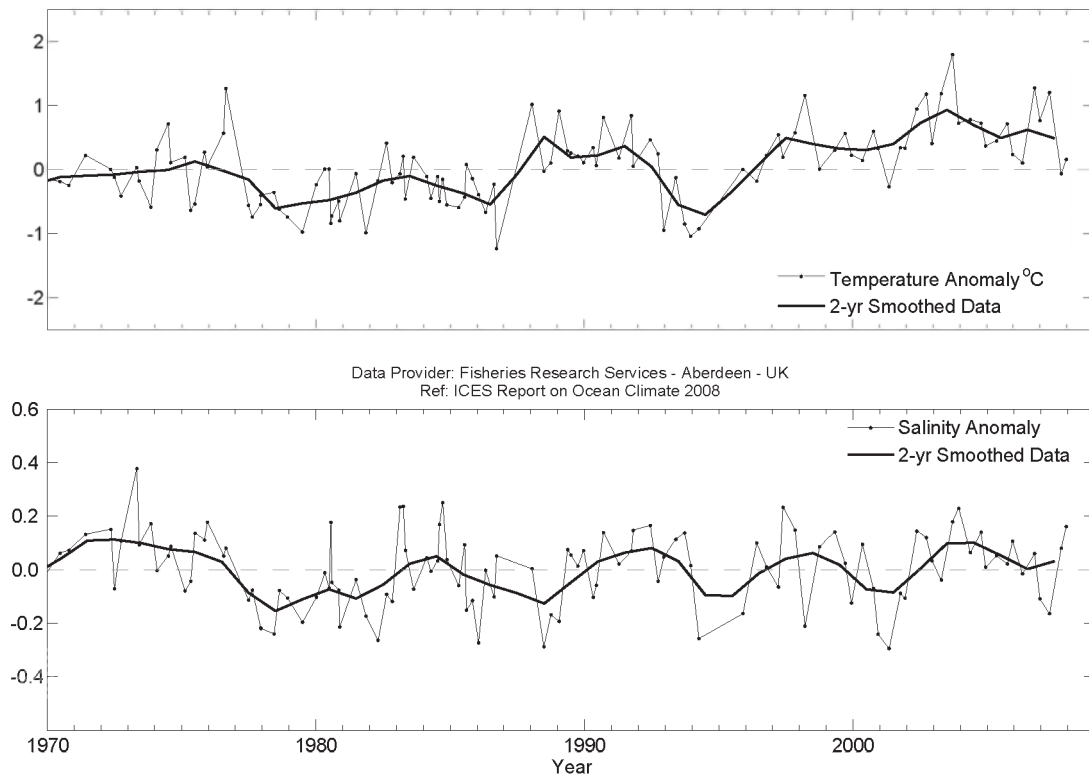 2
1
0
-1
-2
Temperature Anomaly °C
2-yr Smoothed Data
Data Provider: Fisheries Research Services - Aberdeen - UK
Ref: ICES Report on Ocean Climate 2008
0.6
0.4
0.2
0.0
-0.2
-0.4
Salinity Anomaly
2-yr Smoothed Data
1970 1980 1990 2000
Year